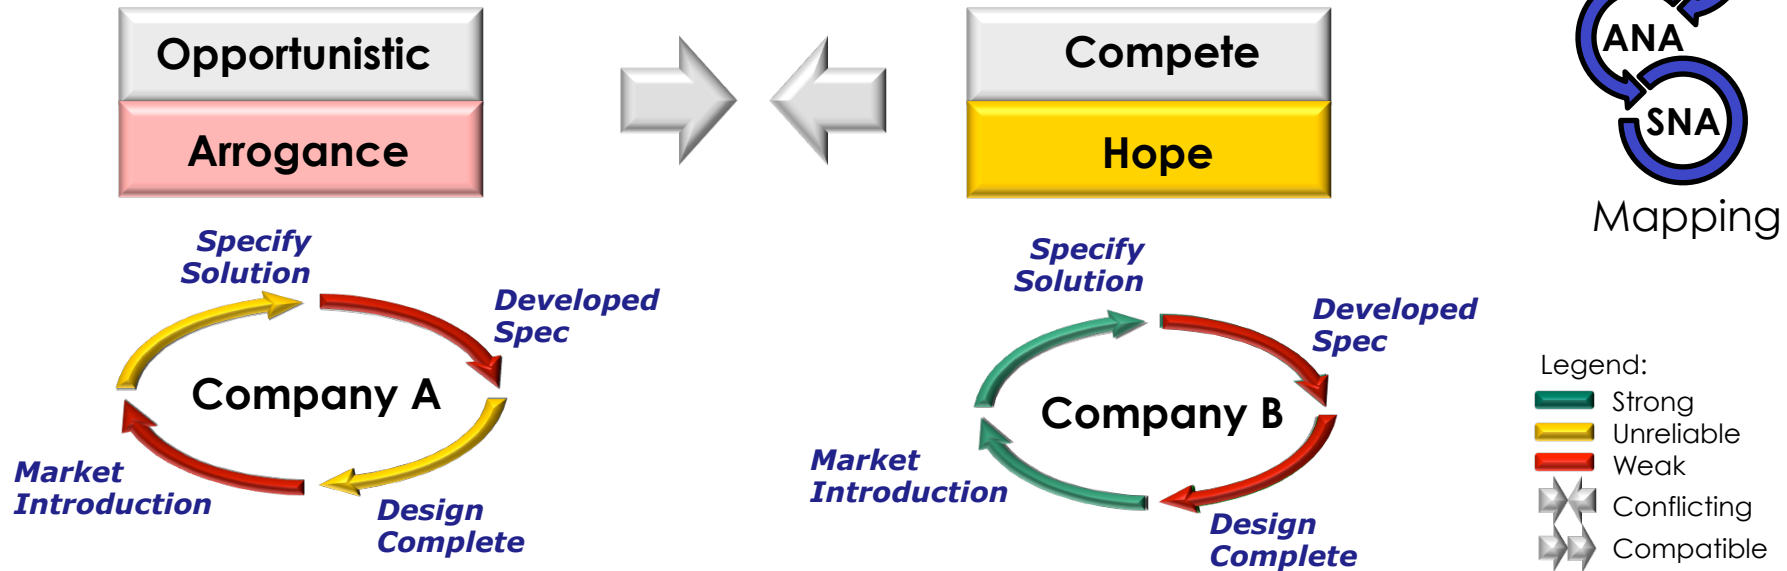 Opportunistic
Arrogance
Compete
Hope
ANA
SNA
Mapping
Specify
Solution
Developed
Spec
Company A
Market
Introduction
Design
Complete
Specify
Solution
Developed
Spec
Company B
Market
Introduction
Design
Complete
Legend:
Strong
Unreliable
Weak
Conflicting
Compatible